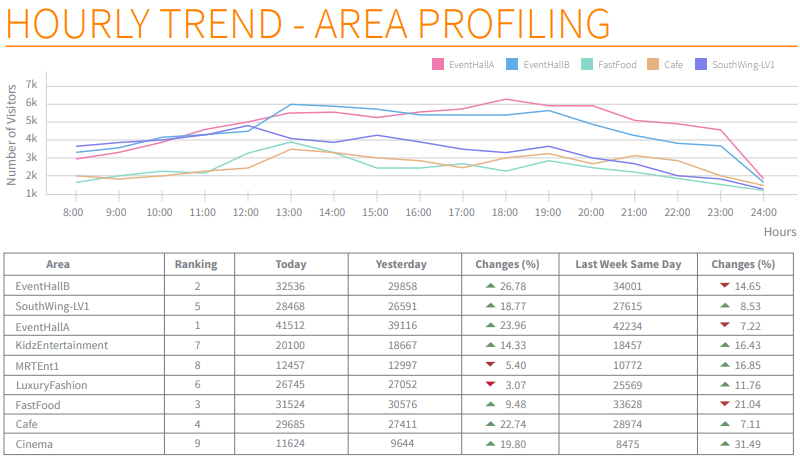 HOURLY TREND - AREA PROFILING
EventHallA EventHallB FastFood Cafe SouthWing-LV1
Number of Visitors
7k
6k
5k
4k
3k
2k
1k
8:00 9:00 10:00 11:00 12:00 13:00 14:00 15:00 16:00 17:00 18:00 19:00 20:00 21:00 22:00 23:00 24:00
Hours
Area Ranking Today Yesterday Changes (%) Last Week Same Day Changes (%)
EventHallB 2 32536 29858 26.78 34001 14.65
SouthWing-LV1 5 28468 26591 18.77 27615 8.53
EventHallA 1 41512 39116 23.96 42234 7.22
KidzEntertainment 7 20100 18667 14.33 18457 16.43
MRTEnt1 8 12457 12997 5.40 10772 16.85
LuxuryFashion 6 26745 27052 3.07 25569 11.76
FastFood 3 31524 30576 9.48 33628 21.04
Cafe 4 29685 27411 22.74 28974 7.11
Cinema 9 11624 9644 19.80 8475 31.49